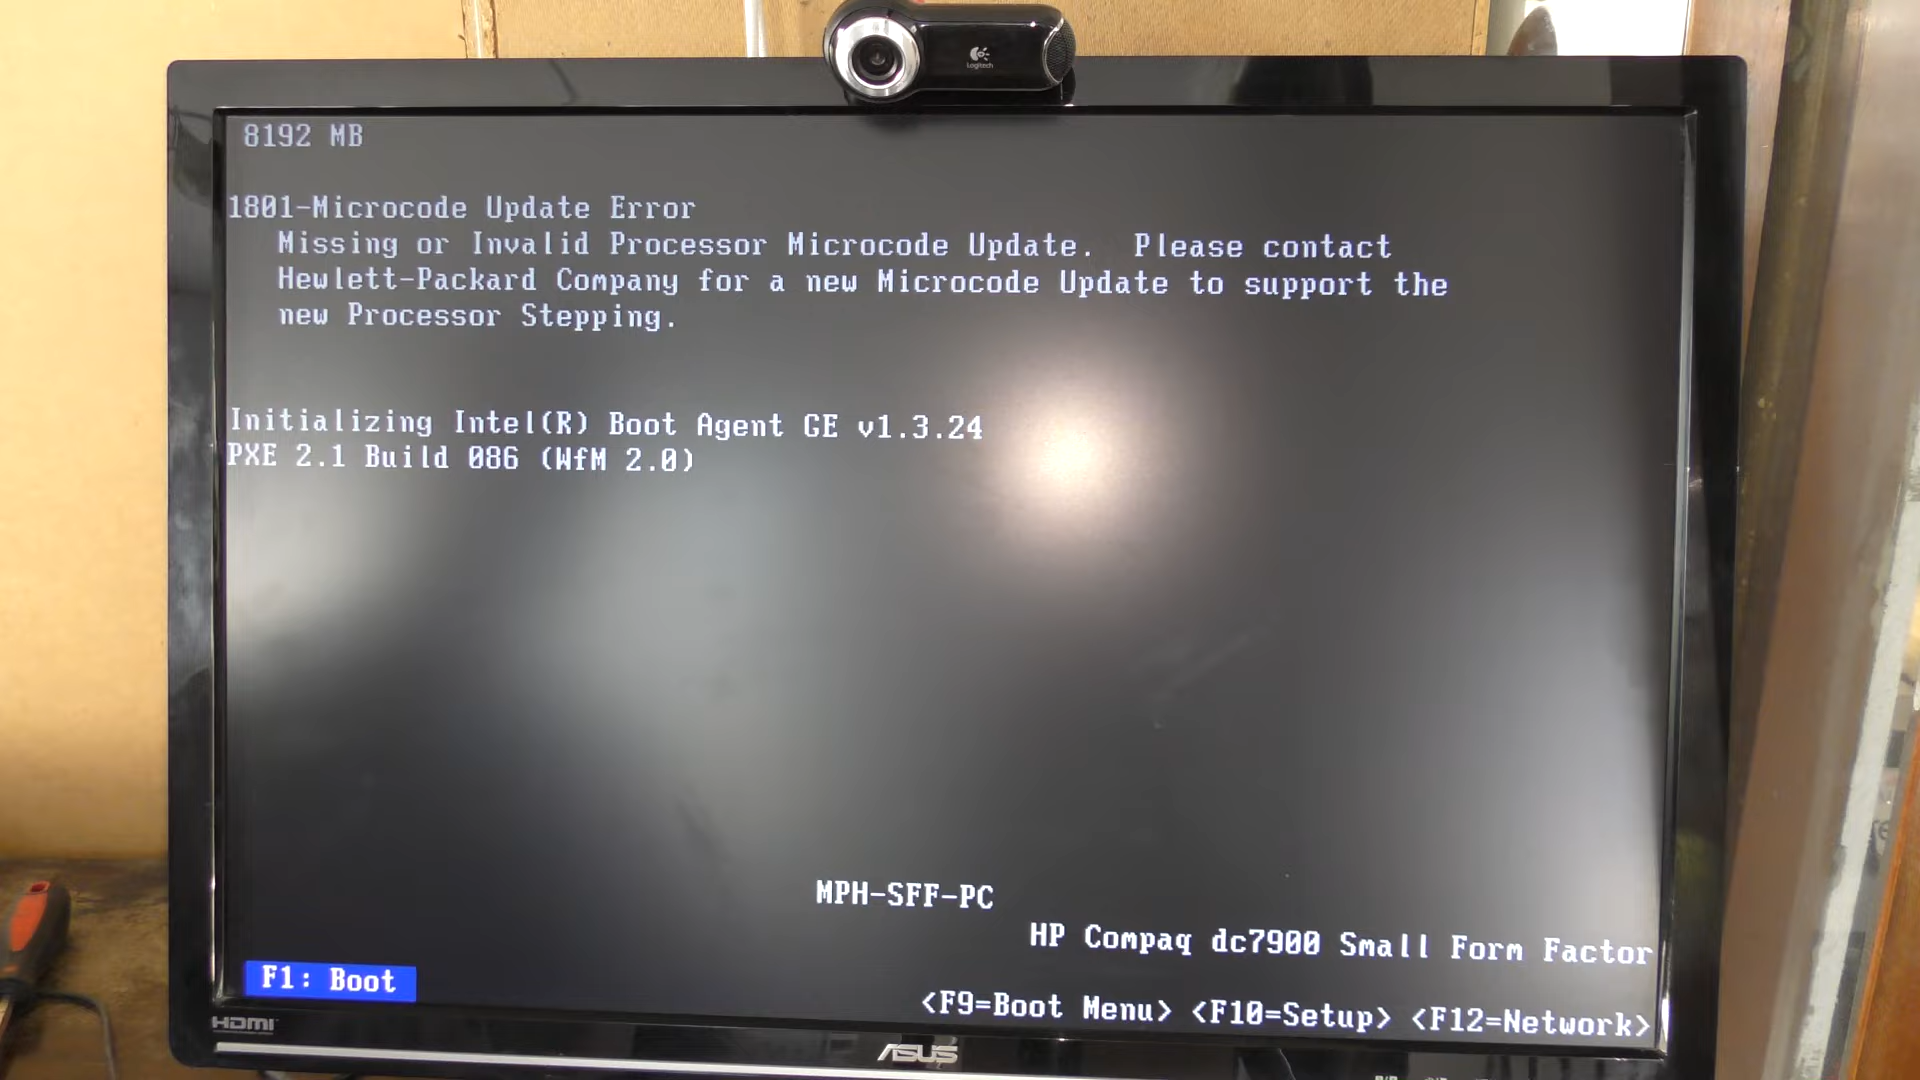 Logitech
8192 MB
1801-Microcode Update Error
Missing or Invalid Processor Microcode Update.  Please contact
Hewlett-Packard Company for a new Microcode Update to support the
new Processor Stepping.
Initializing Intel(R) Boot Agent GE v1.3.24
PXE 2.1 Build 086 (WfM 2.0)
MPH-SFF-PC
HP Compaq dc7900 Small Form Factor
F1: Boot
<F9=Boot Menu> <F10=Setup> <F12=Network>
HDMI
ASUS